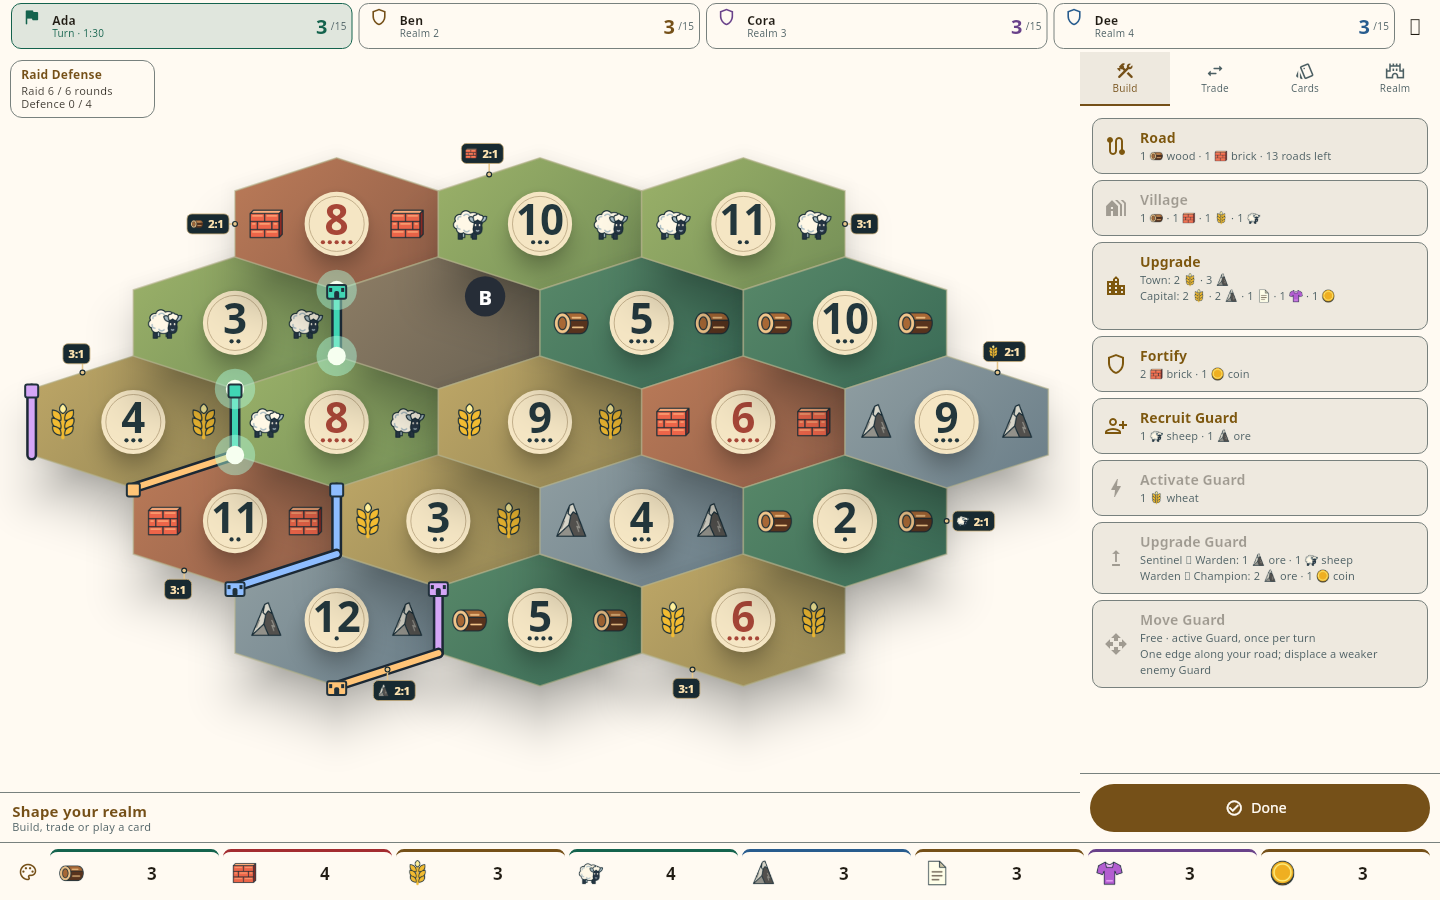 Ada
Turn · 1:30
3 /15
Ben
Realm 2
3 /15
Cora
Realm 3
3 /15
Dee
Realm 4
3 /15
Raid Defense
Raid 6 / 6 rounds
Defence 0 / 4
Build
Trade
Cards
Realm
2:1
2:1
8
10
11
3:1
3
B
5
10
3:1
2:1
4
8
9
6
9
11
3
4
2
2:1
3:1
12
5
6
2:1
3:1
Road
1 wood · 1 brick · 13 roads left
Village
1 · 1 · 1 · 1
Upgrade
Town: 2 · 3
Capital: 2 · 2 · 1 · 1 · 1
Fortify
2 brick · 1 coin
Recruit Guard
1 sheep · 1 ore
Activate Guard
1 wheat
Upgrade Guard
Sentinel Warden: 1 ore · 1 sheep
Warden Champion: 2 ore · 1 coin
Move Guard
Free · active Guard, once per turn
One edge along your road; displace a weaker
enemy Guard
Shape your realm
Build, trade or play a card
Done
3
4
3
4
3
3
3
3